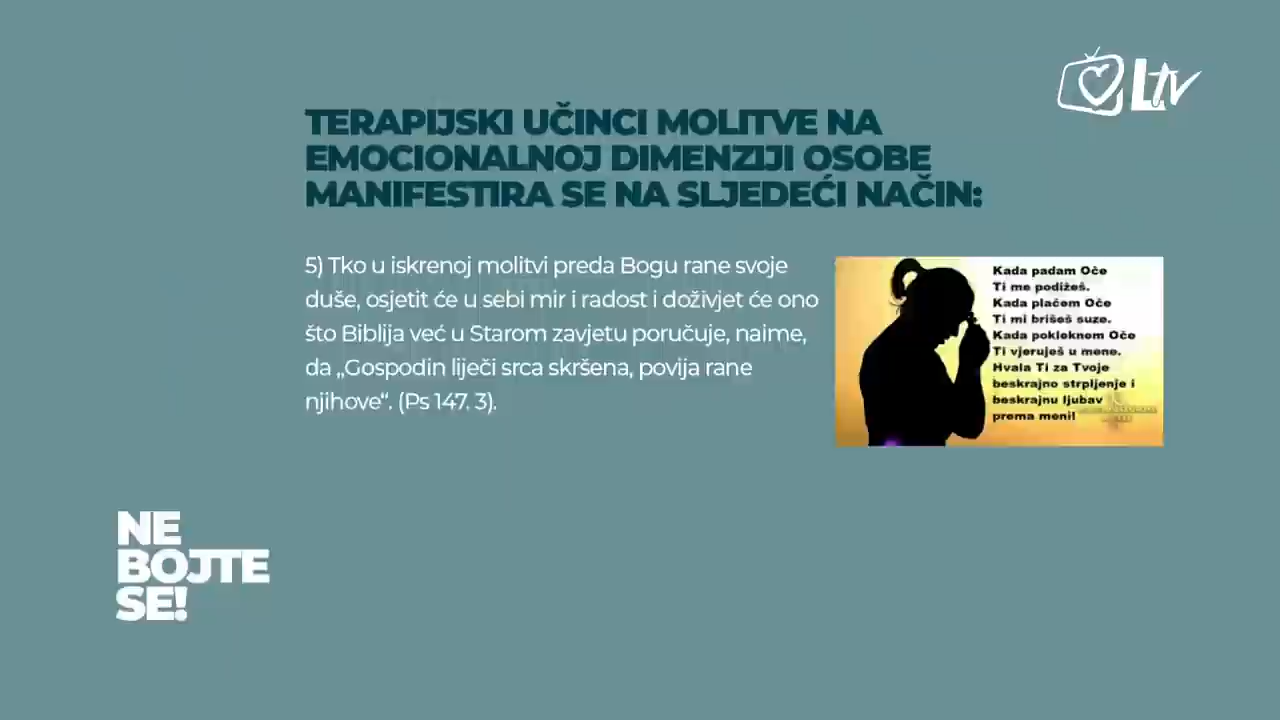 LTV
TERAPIJSKI UČINCI MOLITVE NA
EMOCIONALNOJ DIMENZIJI OSOBE
MANIFESTIRA SE NA SLJEDEĆI NAČIN:
5) Tko u iskrenoj molitvi preda Bogu rane svoje
duše, osjetit će u sebi mir i radost i doživjet će ono
što Biblija već u Starom zavjetu poručuje, naime,
da „Gospodin liječi srca skršena, povija rane
njihove“. (Ps 147, 3).
Kada padam Oče
Ti me podižeš.
Kada plačem Oče
Ti mi brišeš suze.
Kada pokleknem Oče
Ti vjeruješ u mene.
Hvala Ti za Tvoje
beskrajno strpljenje i
beskrajnu ljubav
prema meni!
NE
BOJTE
SE!